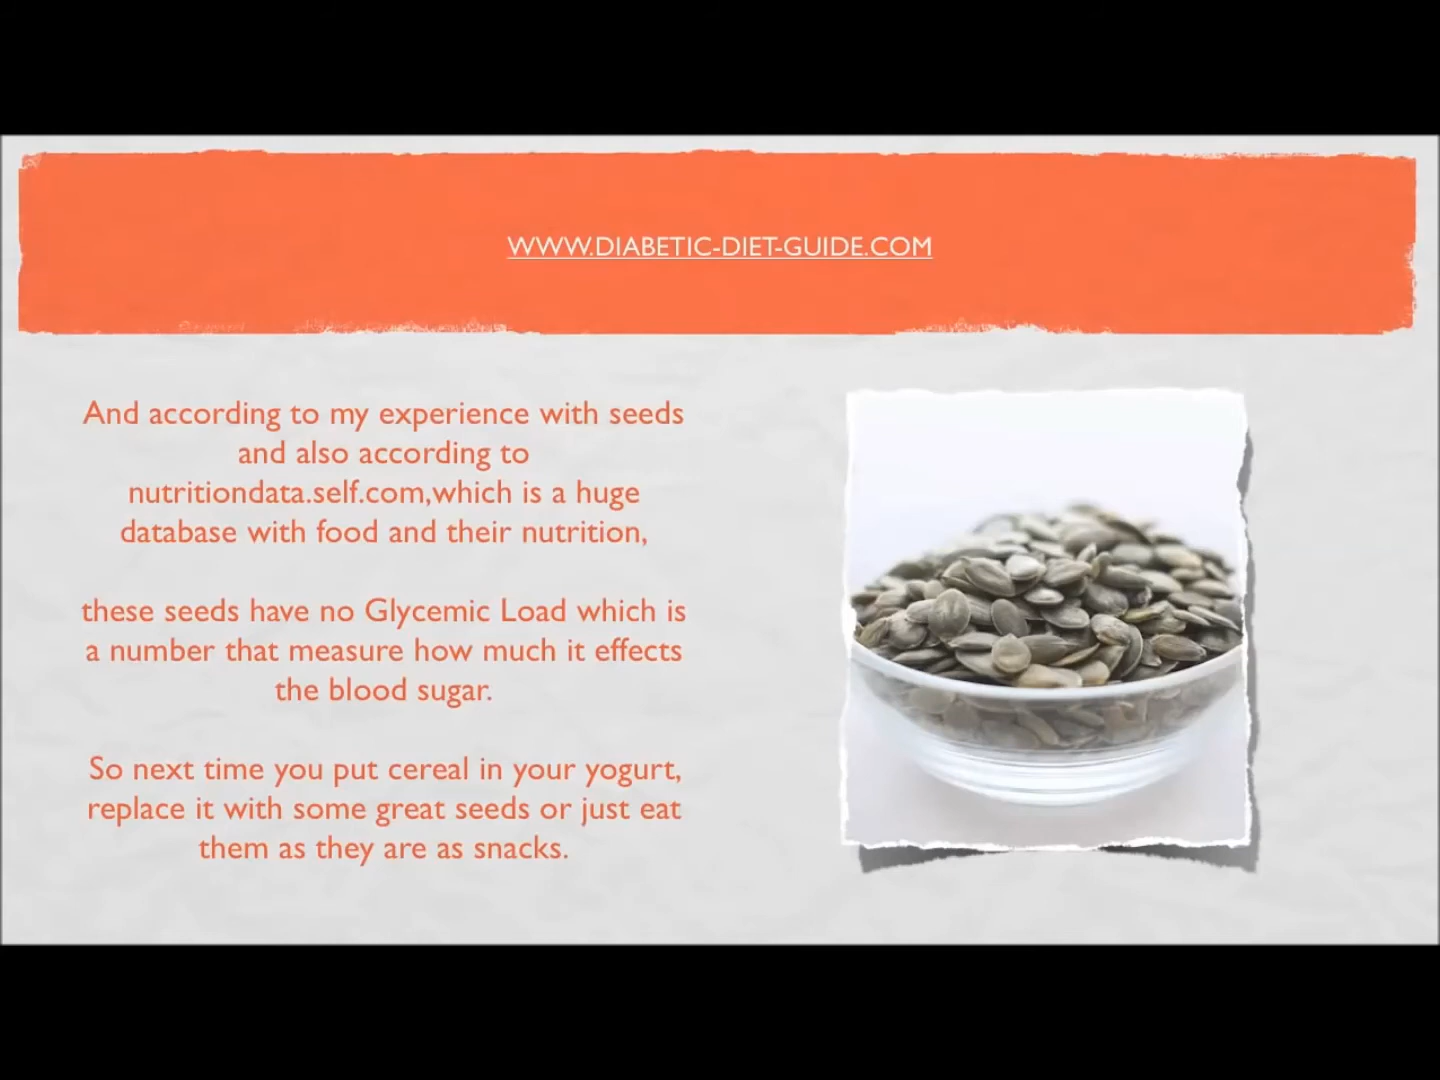 WWW.DIABETIC-DIET-GUIDE.COM
And according to my experience with seeds
and also according to
nutritiondata.self.com,which is a huge
database with food and their nutrition,
these seeds have no Glycemic Load which is
a number that measure how much it effects
the blood sugar.
So next time you put cereal in your yogurt,
replace it with some great seeds or just eat
them as they are as snacks.